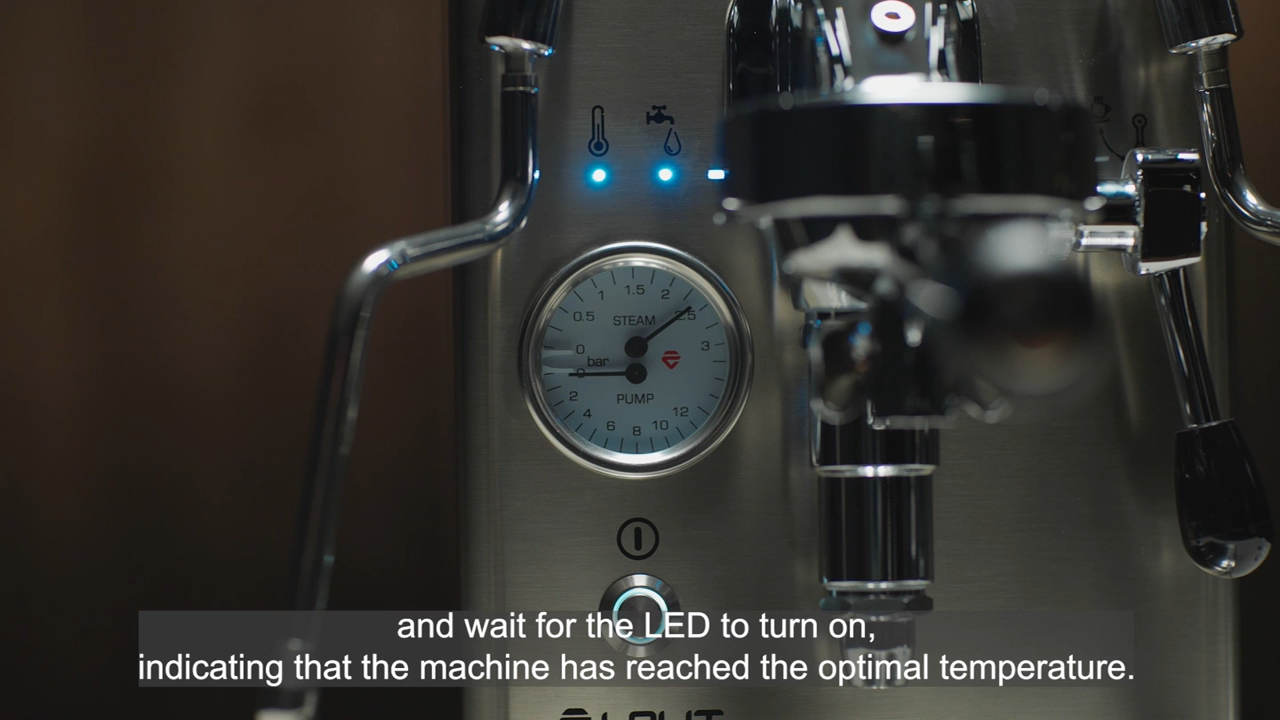 1.5
1
2
0.5
2.5
STEAM
3
0
bar
0
2
PUMP
4
12
6
10
8
and wait for the LED to turn on,
indicating that the machine has reached the optimal temperature.